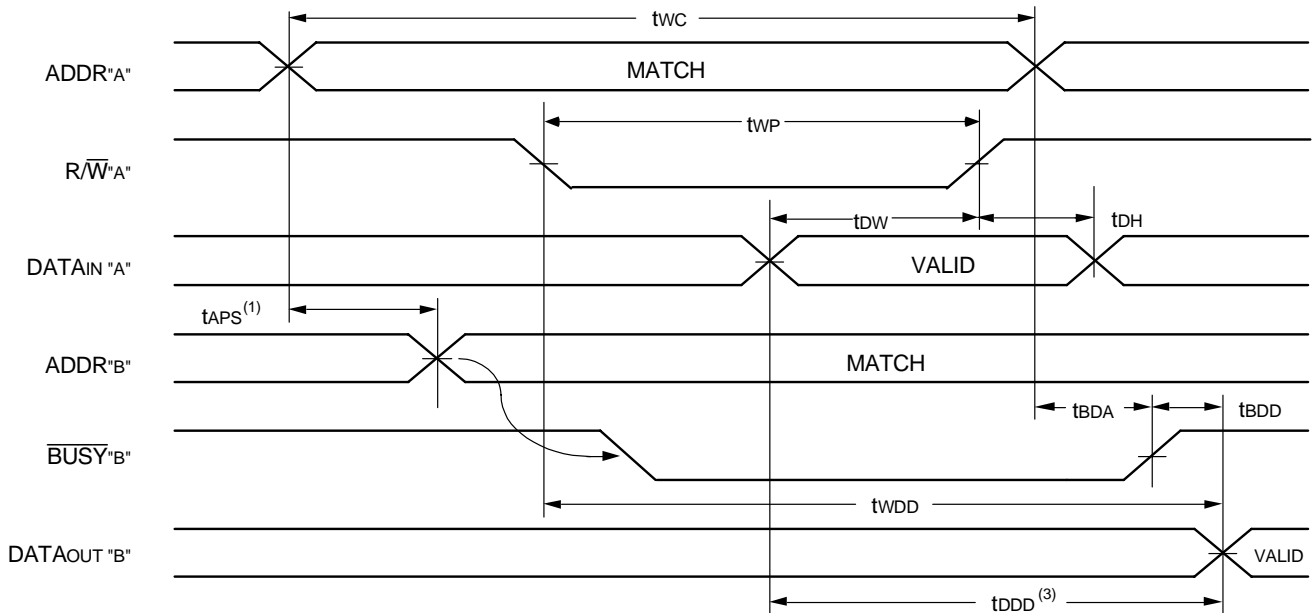 tWC
ADDR"A"
MATCH
tWP
R/W"A"
tDW
tDH
DATAIN "A"
VALID
tAPS(1)
ADDR"B"
MATCH
tBDA
tBDD
BUSY"B"
tWDD
DATAOUT "B"
VALID
tDDD(3)